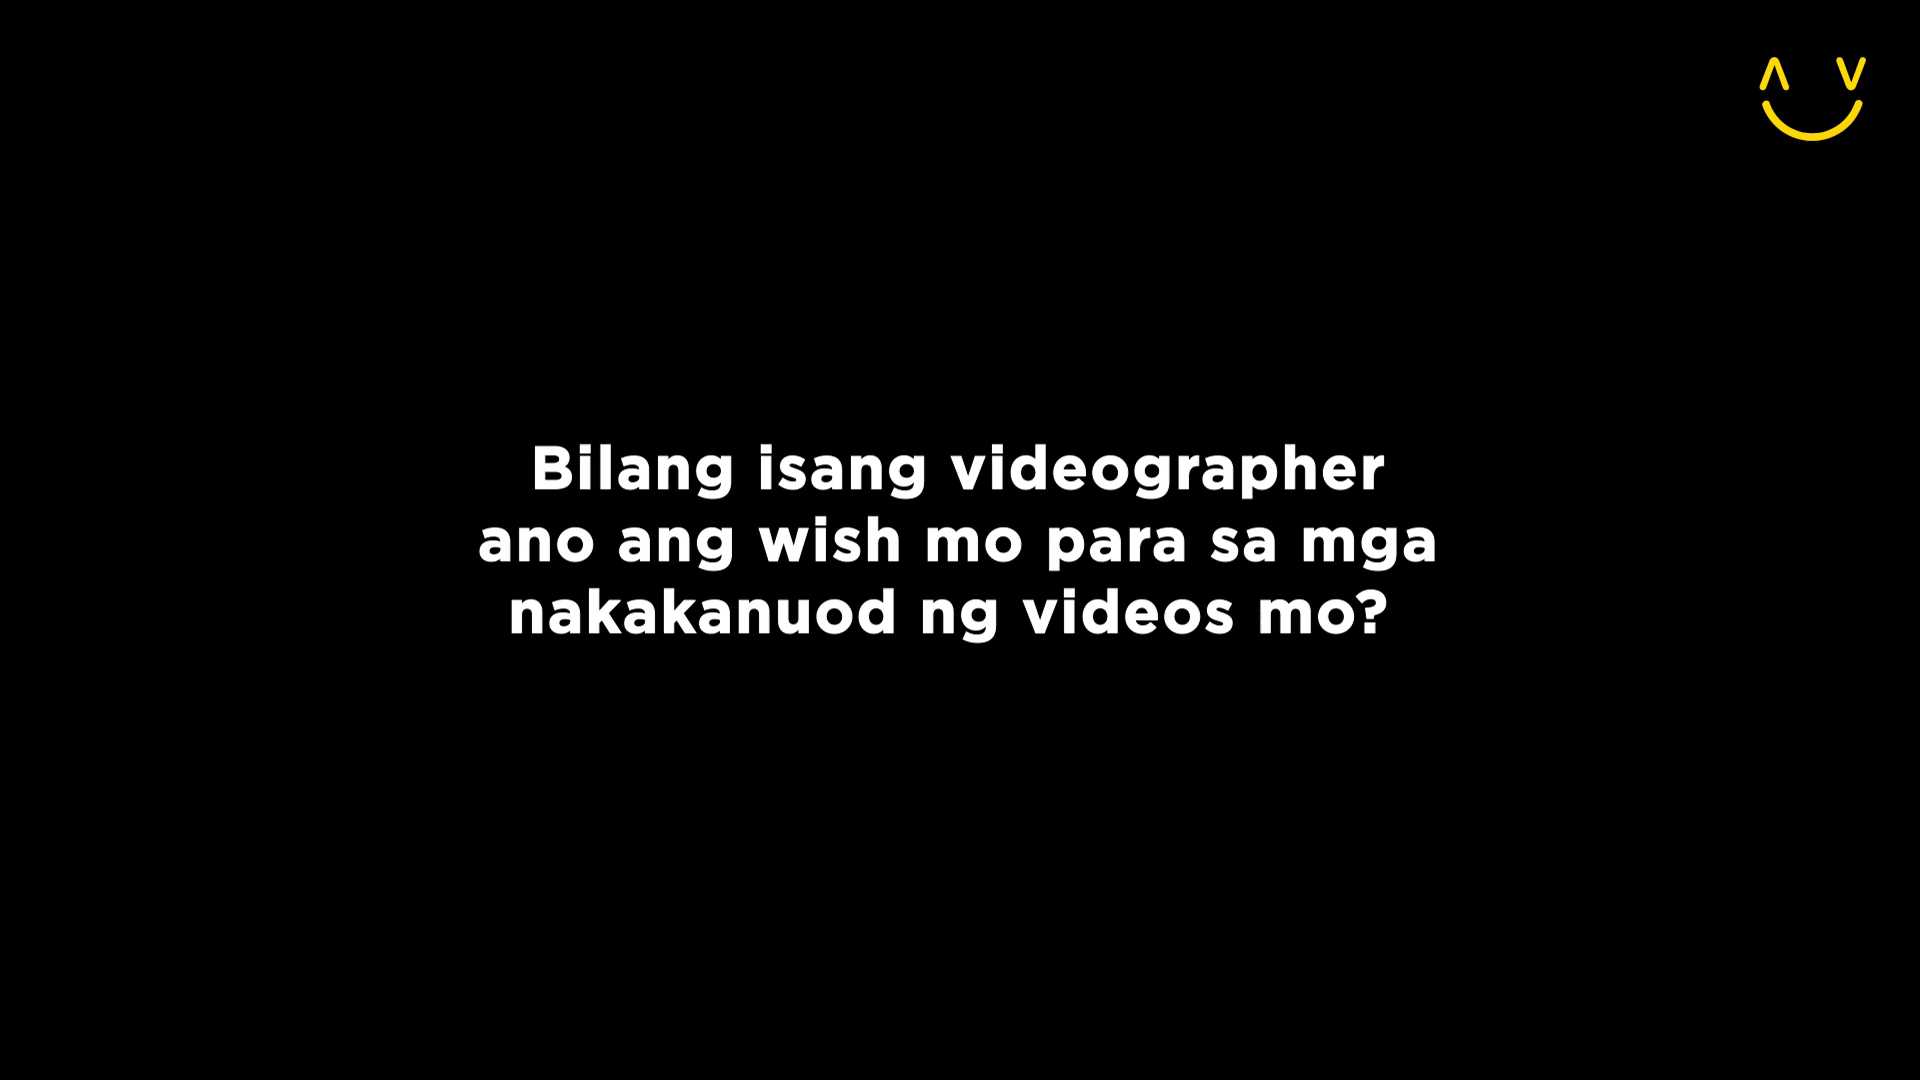 Bilang isang videographer
ano ang wish mo para sa mga
nakakanuod ng videos mo?